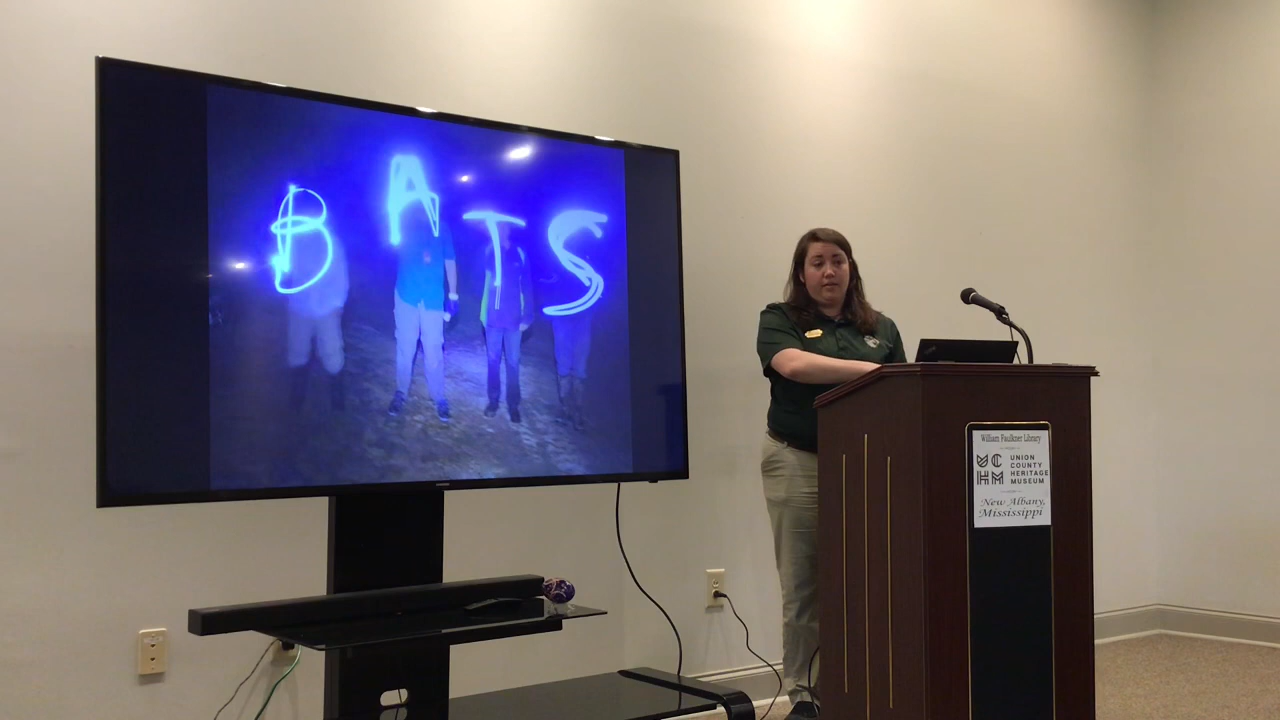 BATS
William Faulkner Library
UC
HM
UNION
COUNTY
HERITAGE
MUSEUM
New Albany,
Mississippi